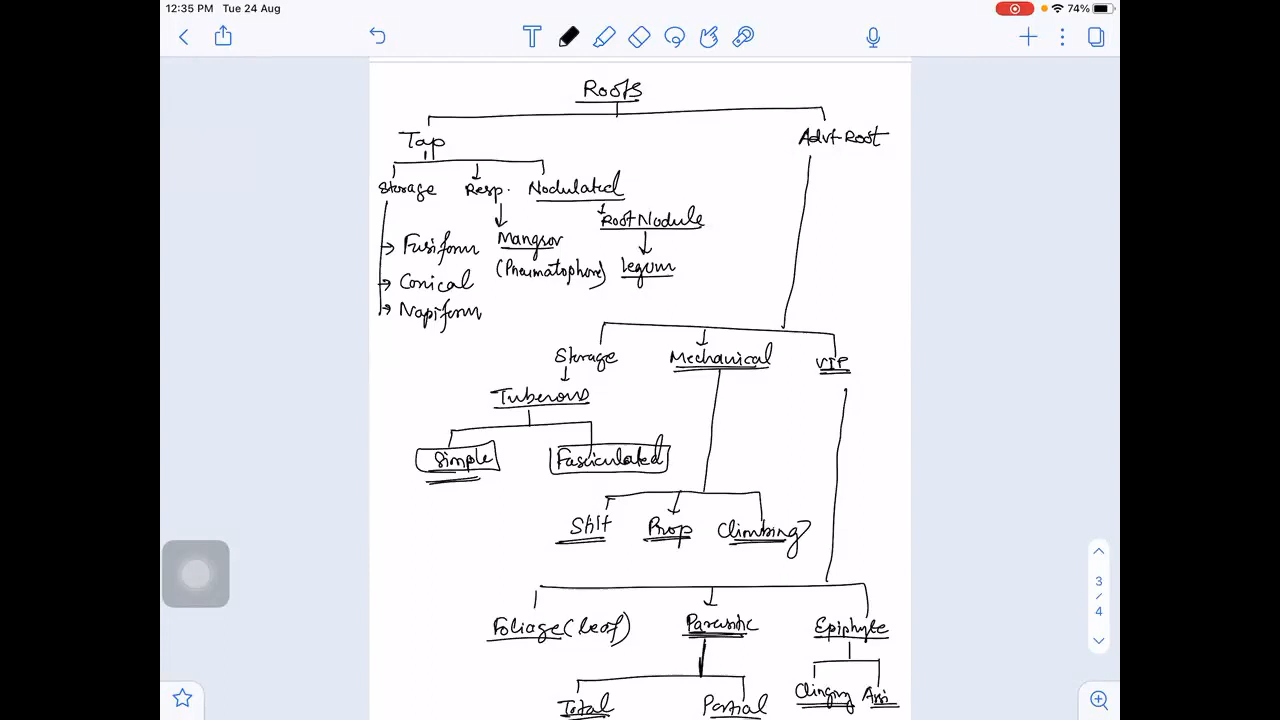 12:35 PM Tue 24 Aug
74%
Roots
Tap
Advt-Root
Storage Resp. Nodulated
Root Nodule
Fusiform
Mangrov
(Pneumatophore)
legum
Conical
Napiform
Storage Mechanical VIP
Tuberous
Simple Fasciculated
Stilt Prop Climbing
3
/
4
Foliage (leaf) Parasitic Epiphyte
Clinging
Total Partial